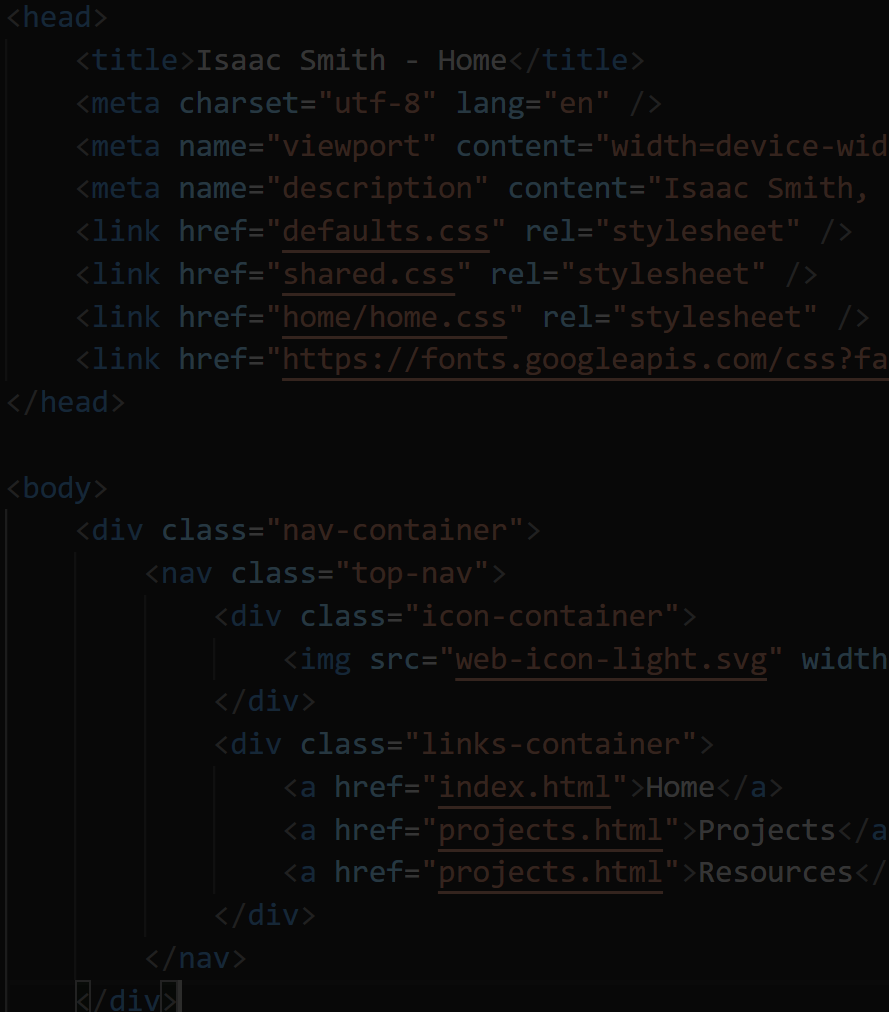 <head>
    <title>Isaac Smith - Home</title>
    <meta charset="utf-8" lang="en" />
    <meta name="viewport" content="width=device-wid
    <meta name="description" content="Isaac Smith,
    <link href="defaults.css" rel="stylesheet" />
    <link href="shared.css" rel="stylesheet" />
    <link href="home/home.css" rel="stylesheet" />
    <link href="https://fonts.googleapis.com/css?fa
</head>

<body>
    <div class="nav-container">
        <nav class="top-nav">
            <div class="icon-container">
                <img src="web-icon-light.svg" width
            </div>
            <div class="links-container">
                <a href="index.html">Home</a>
                <a href="projects.html">Projects</a
                <a href="projects.html">Resources</
            </div>
        </nav>
    </div>